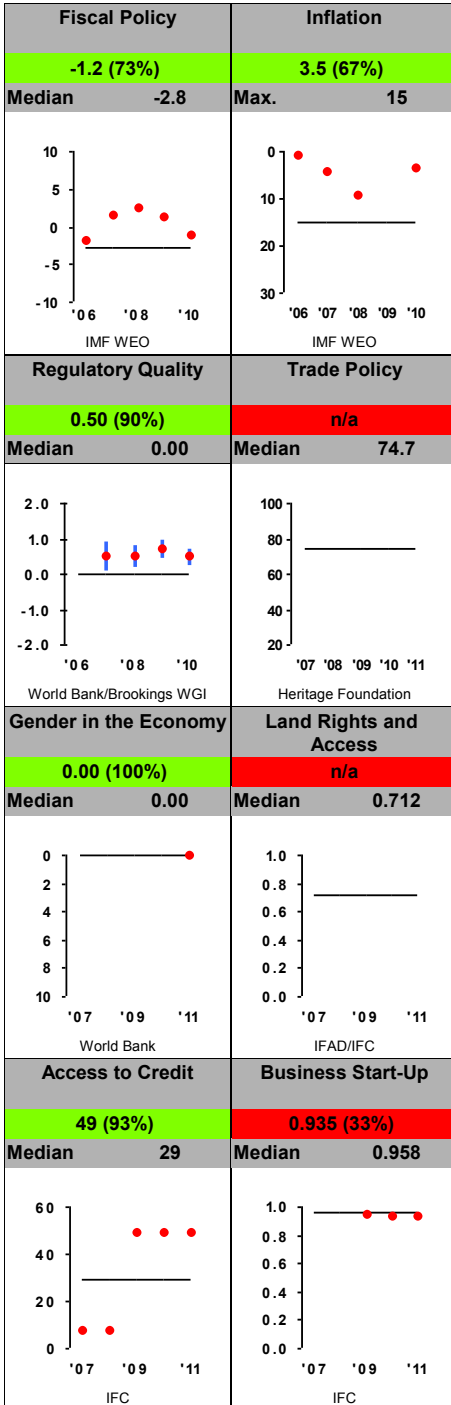 Fiscal Policy
-1.2 (73%)
Median -2.8
10
5
0
-5
-10
'06 '08 '10
IMF WEO
Inflation
3.5 (67%)
Max. 15
0
10
20
30
'06 '07 '08 '09 '10
IMF WEO
Regulatory Quality
0.50 (90%)
Median 0.00
2.0
1.0
0.0
-1.0
-2.0
'06 '08 '10
World Bank/Brookings WGI
Trade Policy
n/a
Median 74.7
100
80
60
40
20
'07 '08 '09 '10 '11
Heritage Foundation
Gender in the Economy
0.00 (100%)
Median 0.00
0
2
4
6
8
10
'07 '09 '11
World Bank
Land Rights and
Access
n/a
Median 0.712
1.0
0.8
0.6
0.4
0.2
0.0
'07 '09 '11
IFAD/IFC
Access to Credit
49 (93%)
Median 29
60
40
20
0
'07 '09 '11
IFC
Business Start-Up
0.935 (33%)
Median 0.958
1.0
0.8
0.6
0.4
0.2
0.0
'07 '09 '11
IFC